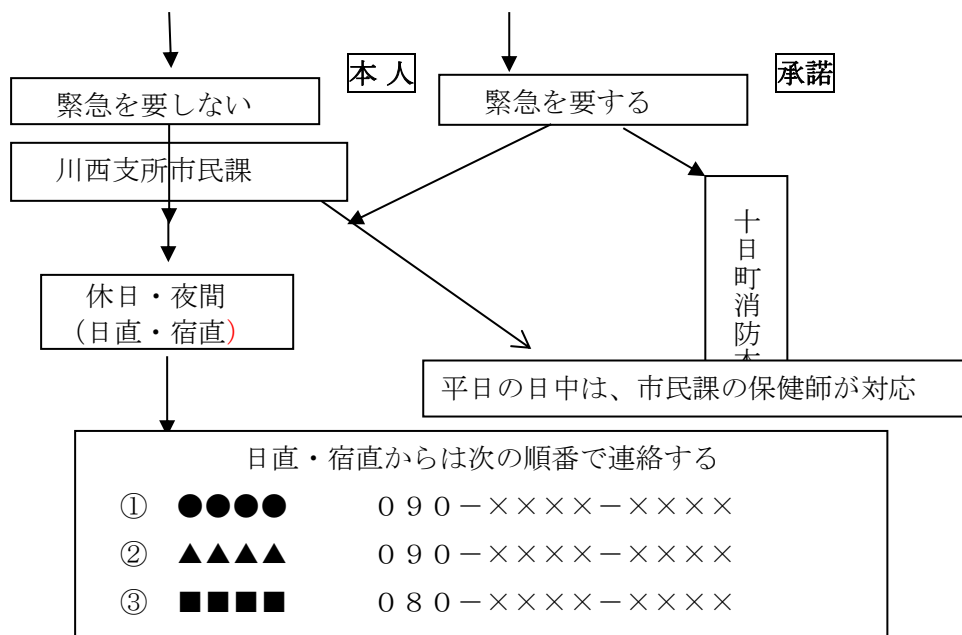 本 人
承諾
緊急を要しない
緊急を要する
川西支所市民課
十日町消防本
休日・夜間
（日直・宿直）
平日の日中は、市民課の保健師が対応
日直・宿直からは次の順番で連絡する
① ●●●● ０９０－××××－××××
② ▲▲▲▲ ０９０－××××－××××
③ ■■■■ ０８０－××××－××××